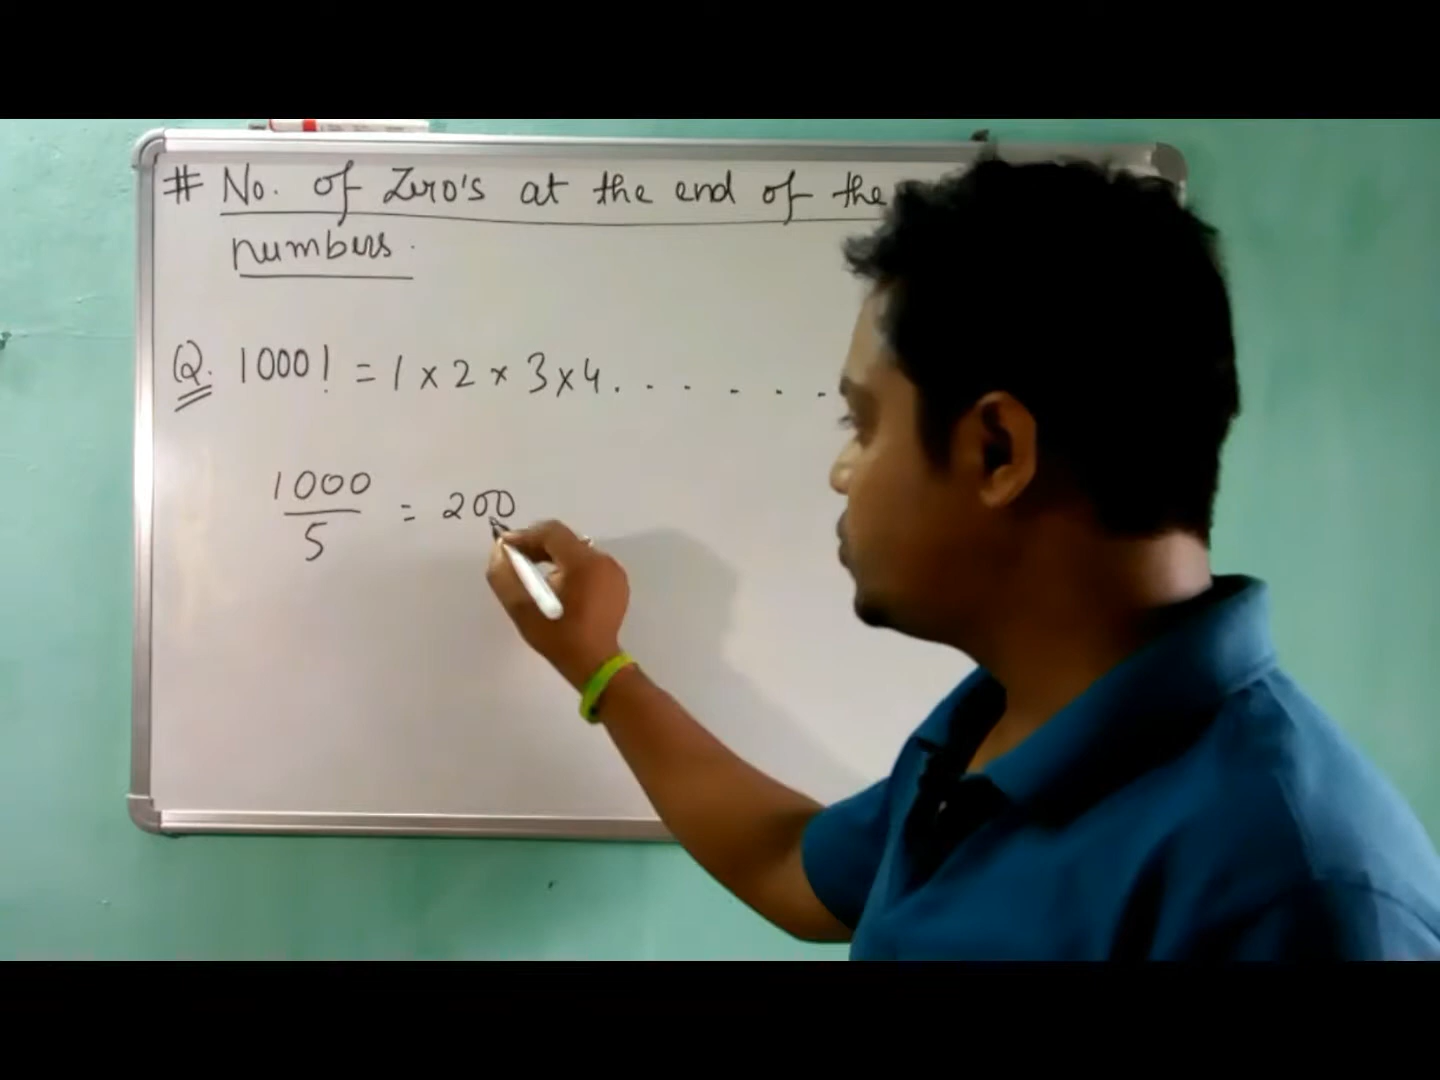 # No. of Zero's at the end of the
numbers.
Q. 1000! = 1 x 2 x 3 x 4 . . . . . . .
1000
5
= 200